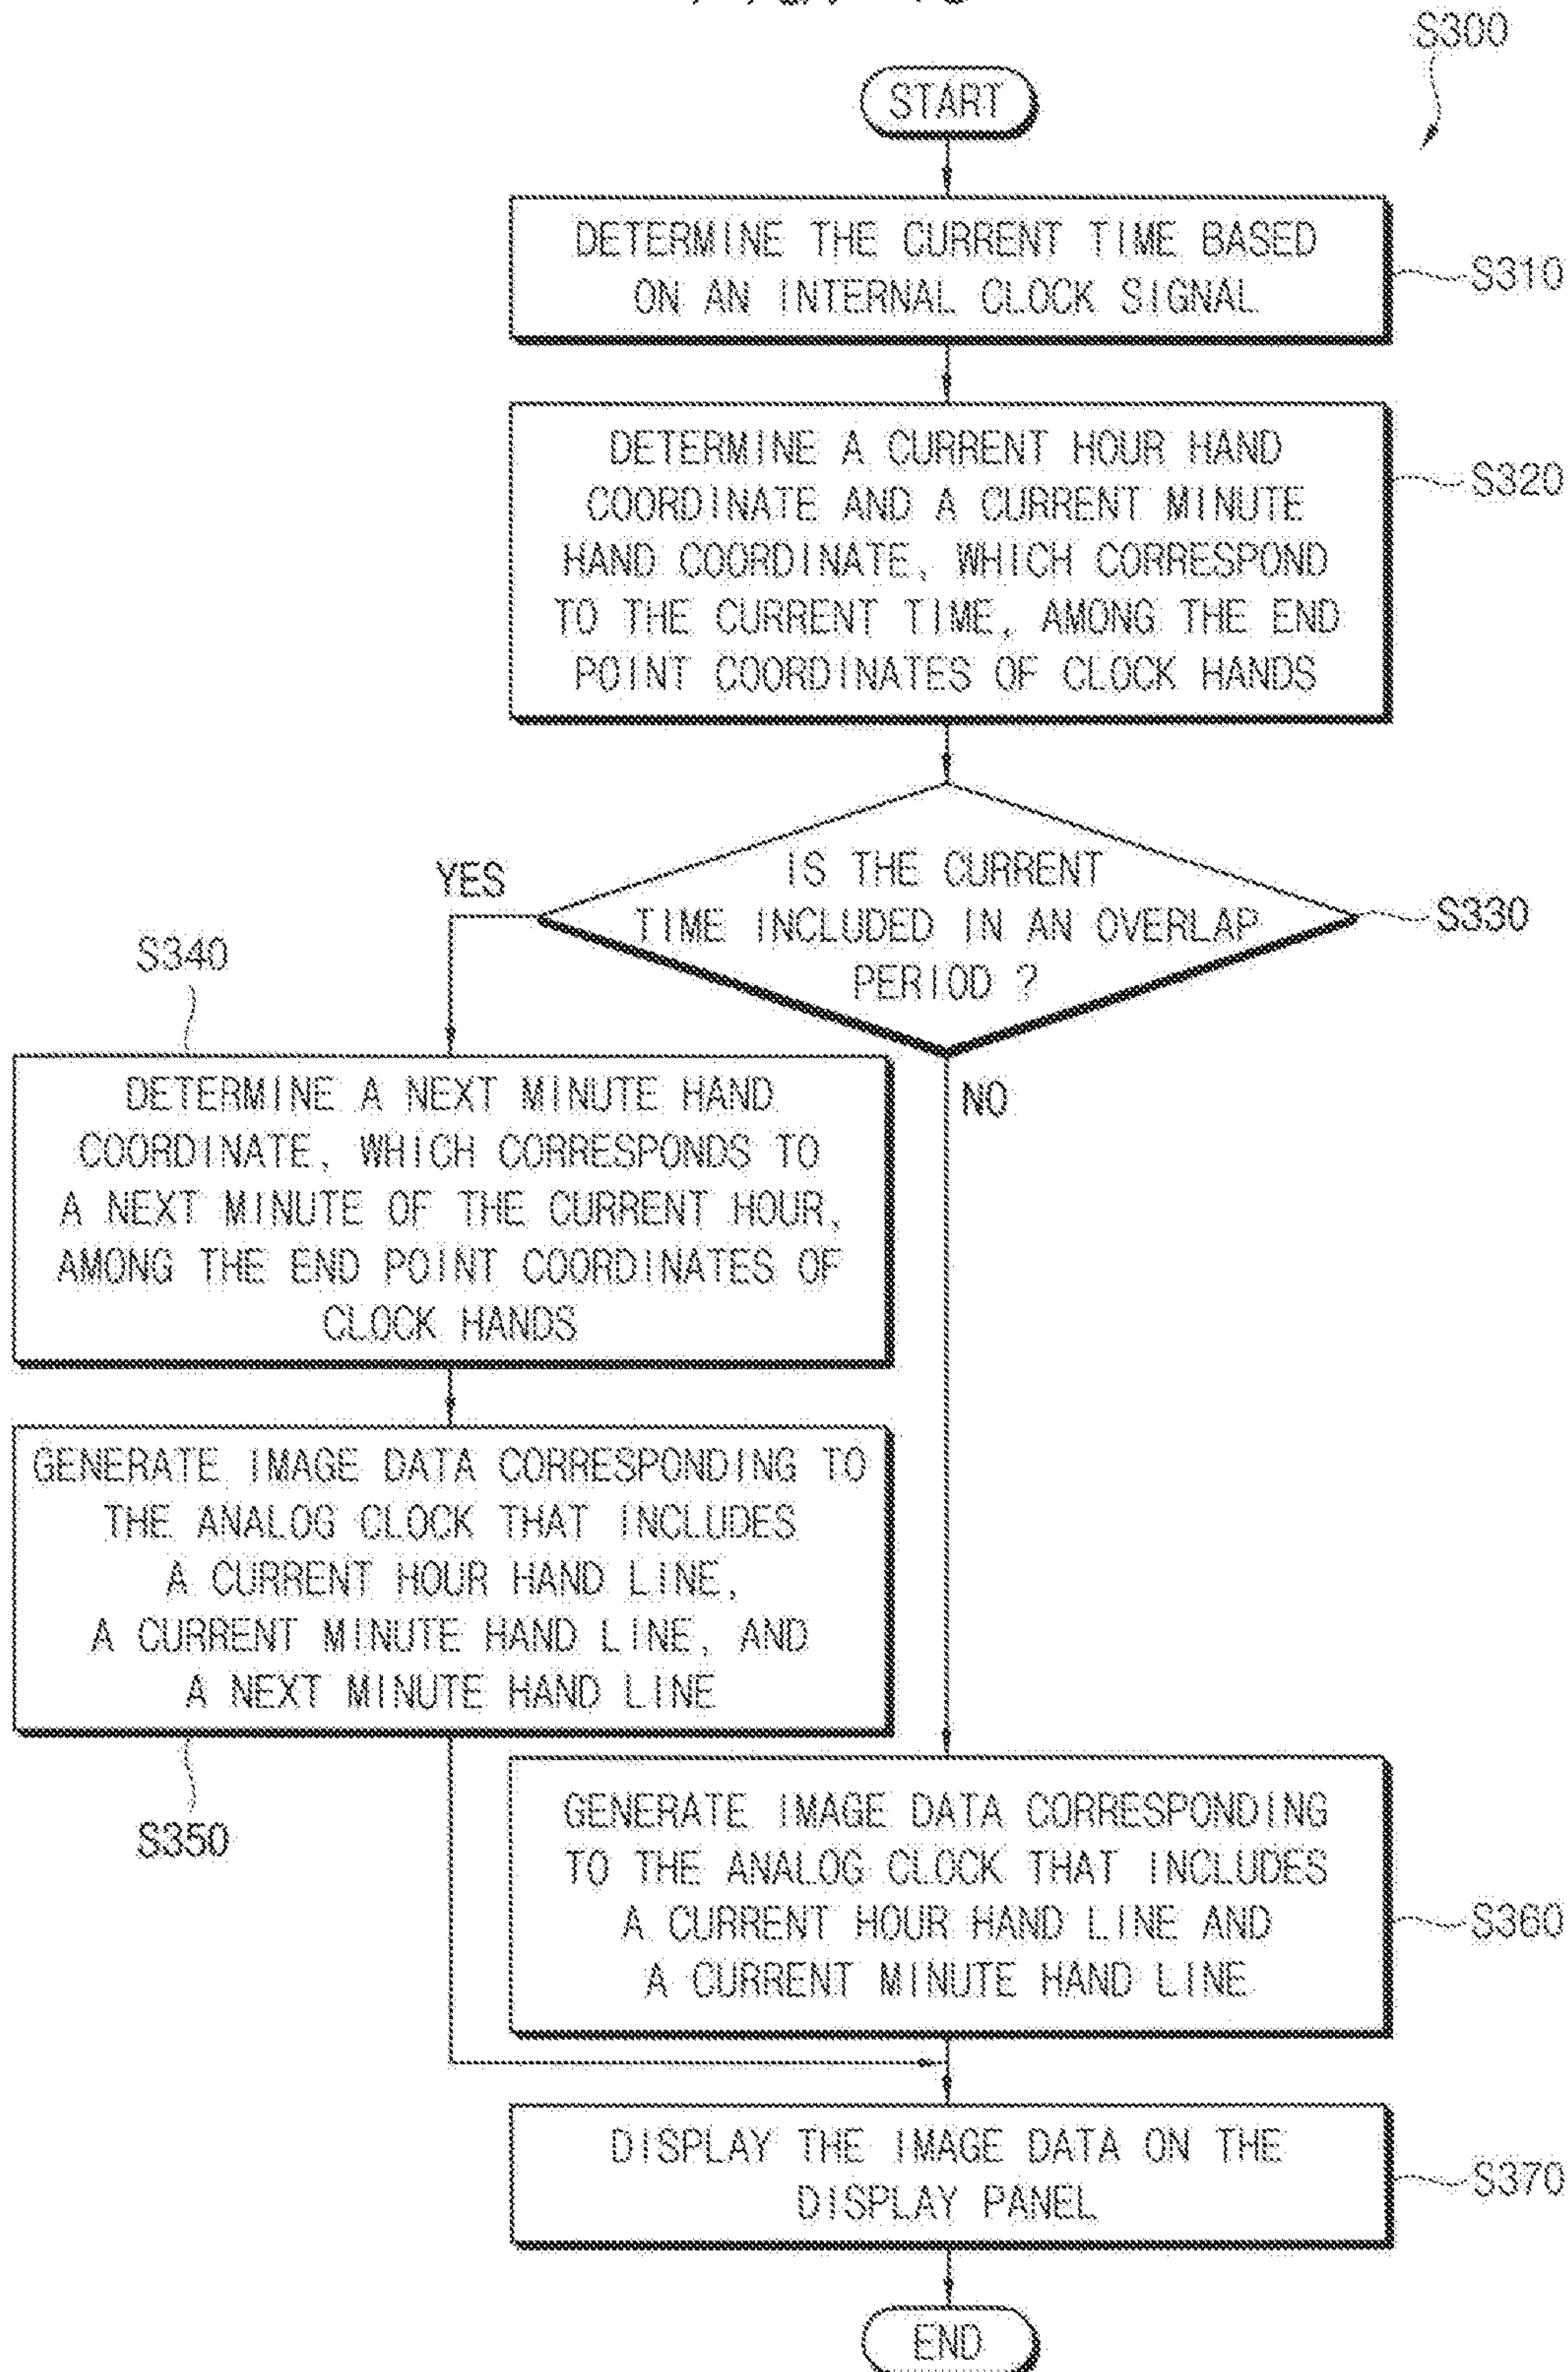 S300
START
DETERMINE THE CURRENT TIME BASED
ON AN INTERNAL CLOCK SIGNAL
S310
DETERMINE A CURRENT HOUR HAND
COORDINATE AND A CURRENT MINUTE
HAND COORDINATE, WHICH CORRESPOND
TO THE CURRENT TIME, AMONG THE END
POINT COORDINATES OF CLOCK HANDS
S320
IS THE CURRENT
TIME INCLUDED IN AN OVERLAP
PERIOD ?
S330
YES
NO
S340
DETERMINE A NEXT MINUTE HAND
COORDINATE, WHICH CORRESPONDS TO
A NEXT MINUTE OF THE CURRENT HOUR,
AMONG THE END POINT COORDINATES OF
CLOCK HANDS
GENERATE IMAGE DATA CORRESPONDING TO
THE ANALOG CLOCK THAT INCLUDES
A CURRENT HOUR HAND LINE,
A CURRENT MINUTE HAND LINE, AND
A NEXT MINUTE HAND LINE
S350
GENERATE IMAGE DATA CORRESPONDING
TO THE ANALOG CLOCK THAT INCLUDES
A CURRENT HOUR HAND LINE AND
A CURRENT MINUTE HAND LINE
S360
DISPLAY THE IMAGE DATA ON THE
DISPLAY PANEL
S370
END